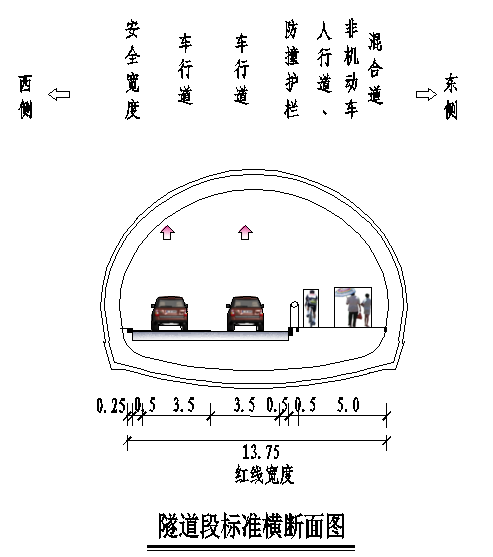 西侧
安全宽度
车行道
车行道
防撞护栏
人行道、
非机动车
混合道
东侧
0.25 0.5 3.5 3.5 0.5 0.5 5.0
13.75
红线宽度
隧道段标准横断面图